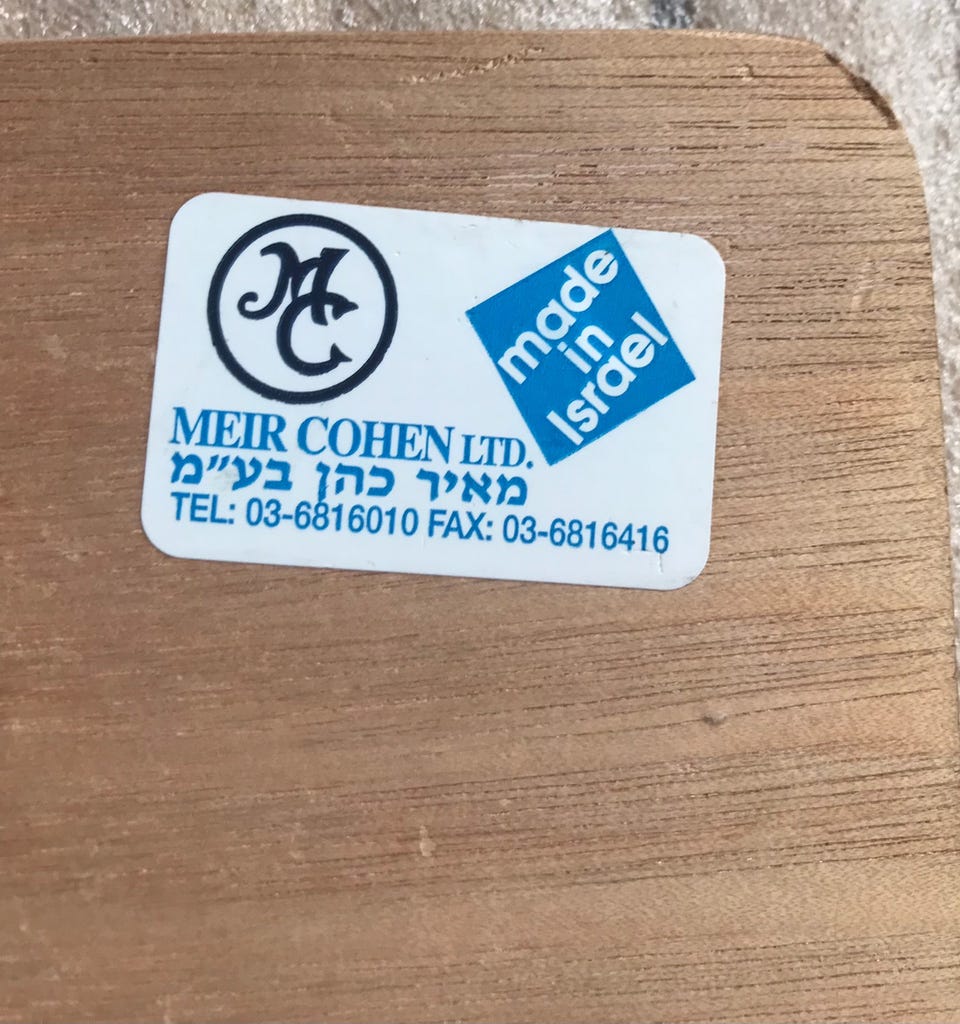 MC
made
in
Israel
MEIR COHEN LTD.
מאיר כהן בע״מ
TEL: 03-6816010 FAX: 03-6816416